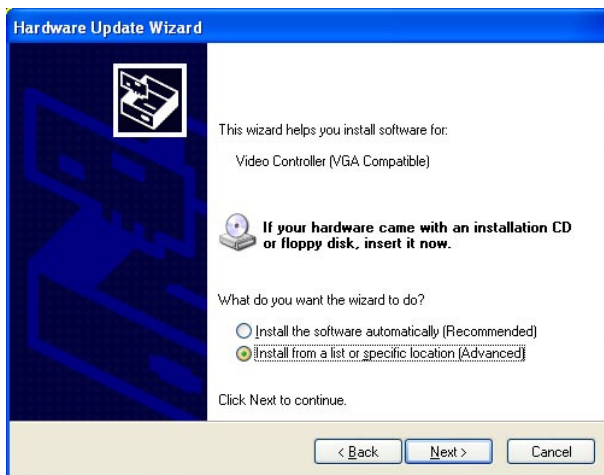 Hardware Update Wizard
This wizard helps you install software for:
Video Controller (VGA Compatible)
If your hardware came with an installation CD
or floppy disk, insert it now.
What do you want the wizard to do?
Install the software automatically (Recommended)
Install from a list or specific location (Advanced)
Click Next to continue.
< Back
Next >
Cancel